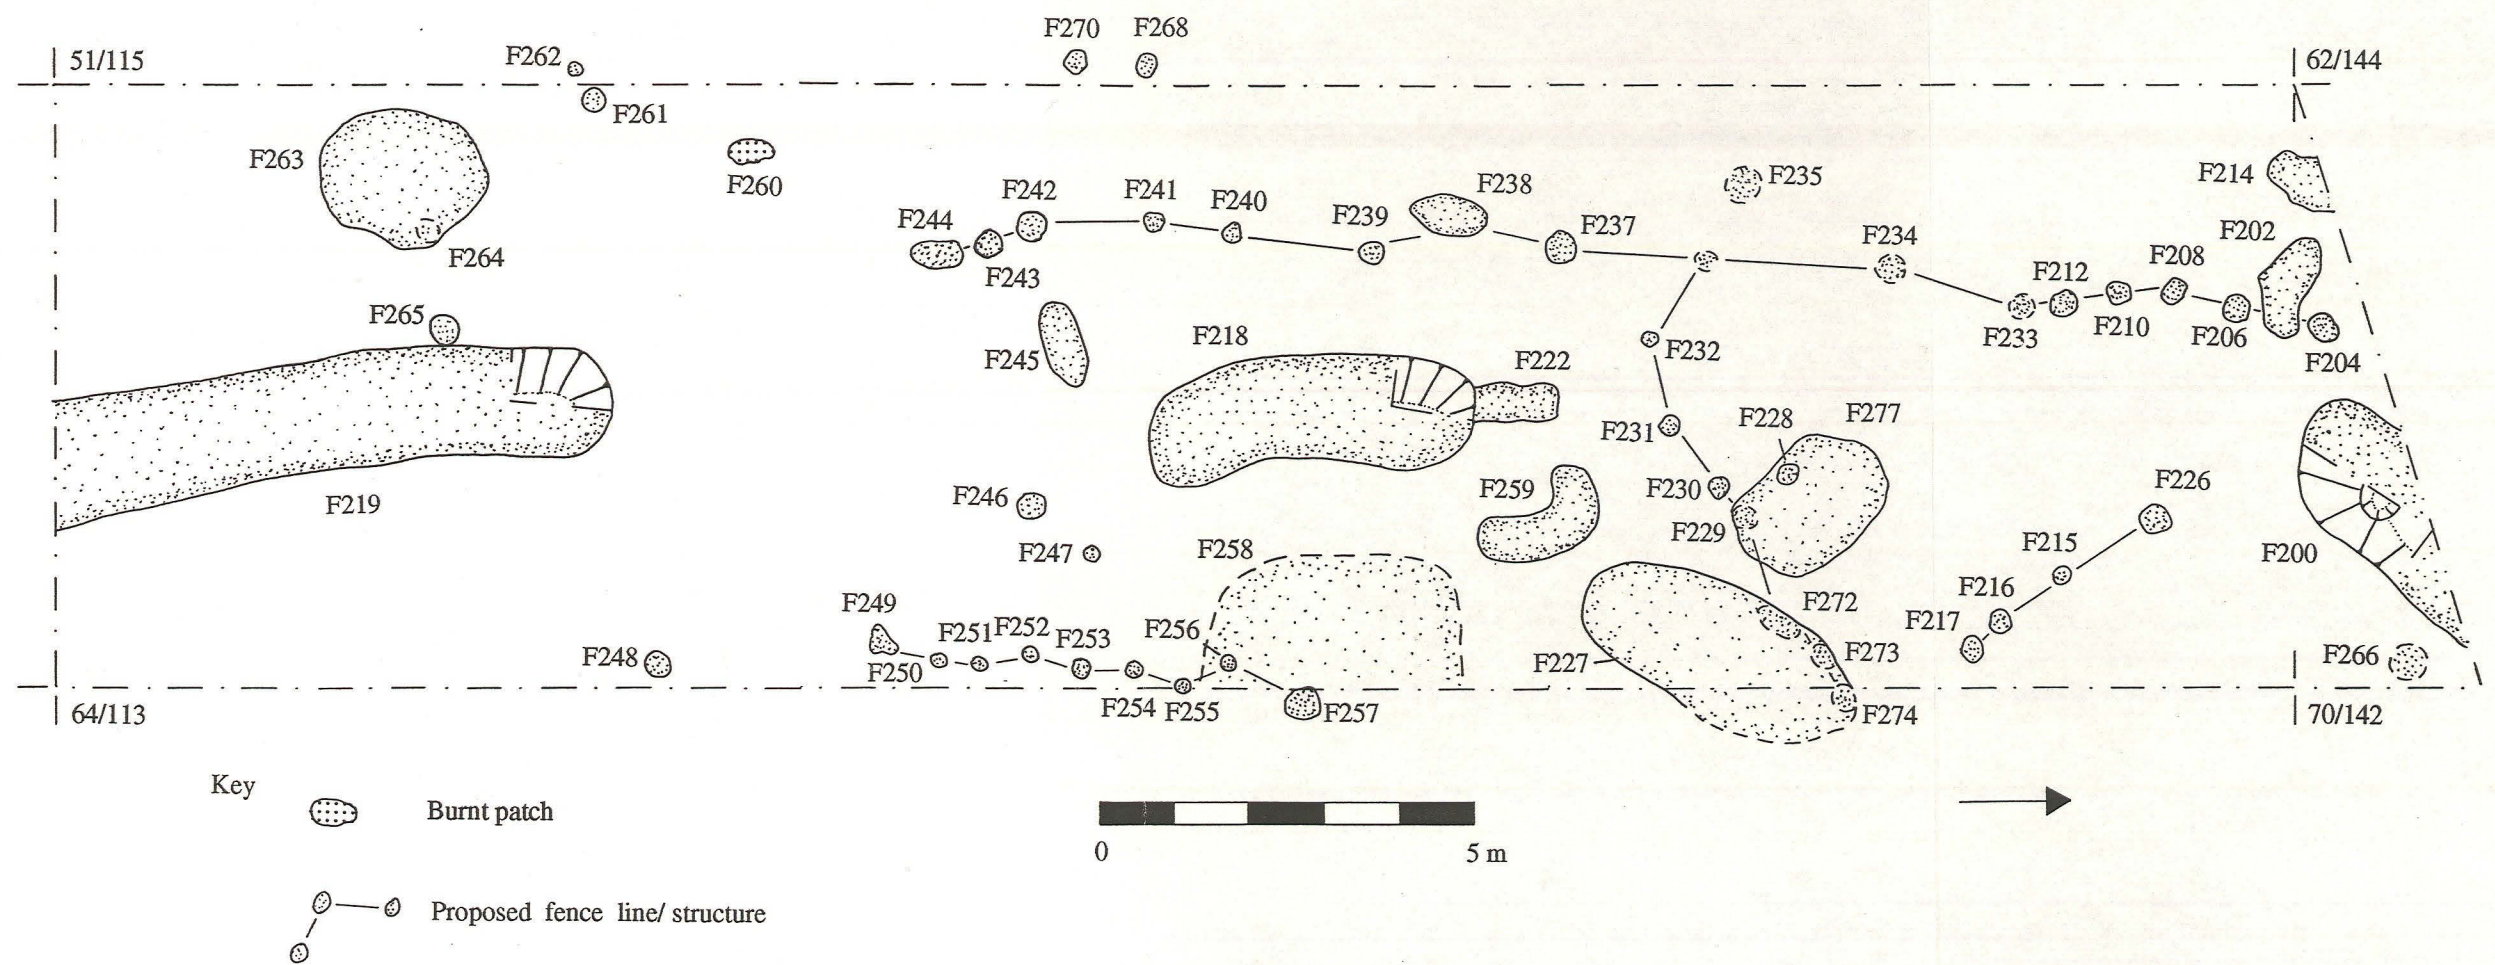 F270 F268
51/115 F262 62/144
F261
F263 F260 F235 F214
F242 F241 F240 F239 F238 F237
F244 F234 F202
F264 F243 F212 F208
F265 F233 F210 F206 F204
F245 F218 F222 F232
F228 F277
F231
F219 F246 F259 F230 F226
F247 F258 F229 F215 F200
F249 F272 F216
F251 F252 F253 F256 F217
F248 F250 F227 F273 F266
64/113 F254 F255 F257 F274 70/142
Key
Burnt patch
0 5 m
Proposed fence line/ structure